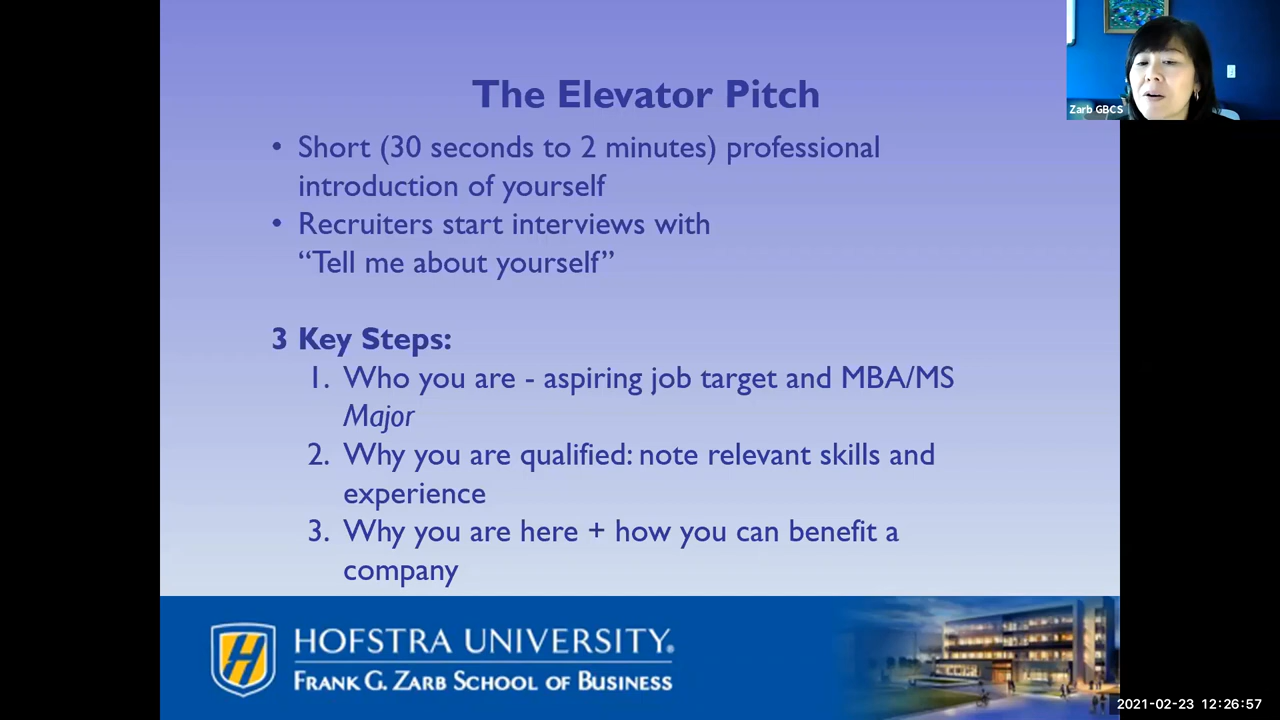 The Elevator Pitch
• Short (30 seconds to 2 minutes) professional
introduction of yourself
• Recruiters start interviews with
“Tell me about yourself”
3 Key Steps:
1. Who you are - aspiring job target and MBA/MS
Major
2. Why you are qualified: note relevant skills and
experience
3. Why you are here + how you can benefit a
company
Zarb GBCS
H
HOFSTRA UNIVERSITY®
FRANK G. ZARB SCHOOL OF BUSINESS
2021-02-23 12:26:57